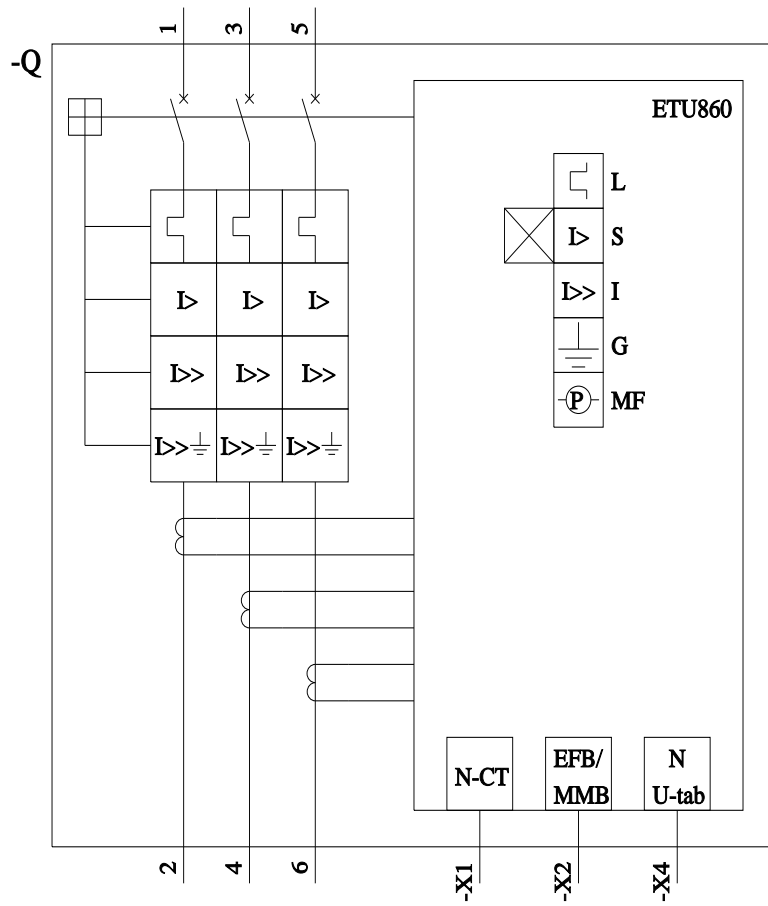 1 3 5
-Q
ETU860
L
I> S
I> I> I>
I>> I
I>> I>> I>>
G
P MF
I>> I>> I>>
N-CT
EFB/
MMB
N
U-tab
2 4 6 -X1 -X2 -X4